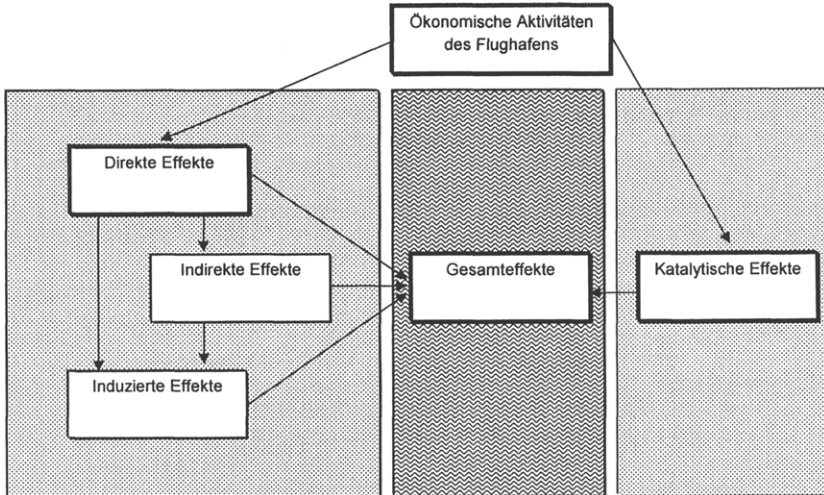 Ökonomische Aktivitäten
des Flughafens
Direkte Effekte
Indirekte Effekte
Gesamteffekte
Katalytische Effekte
Induzierte Effekte